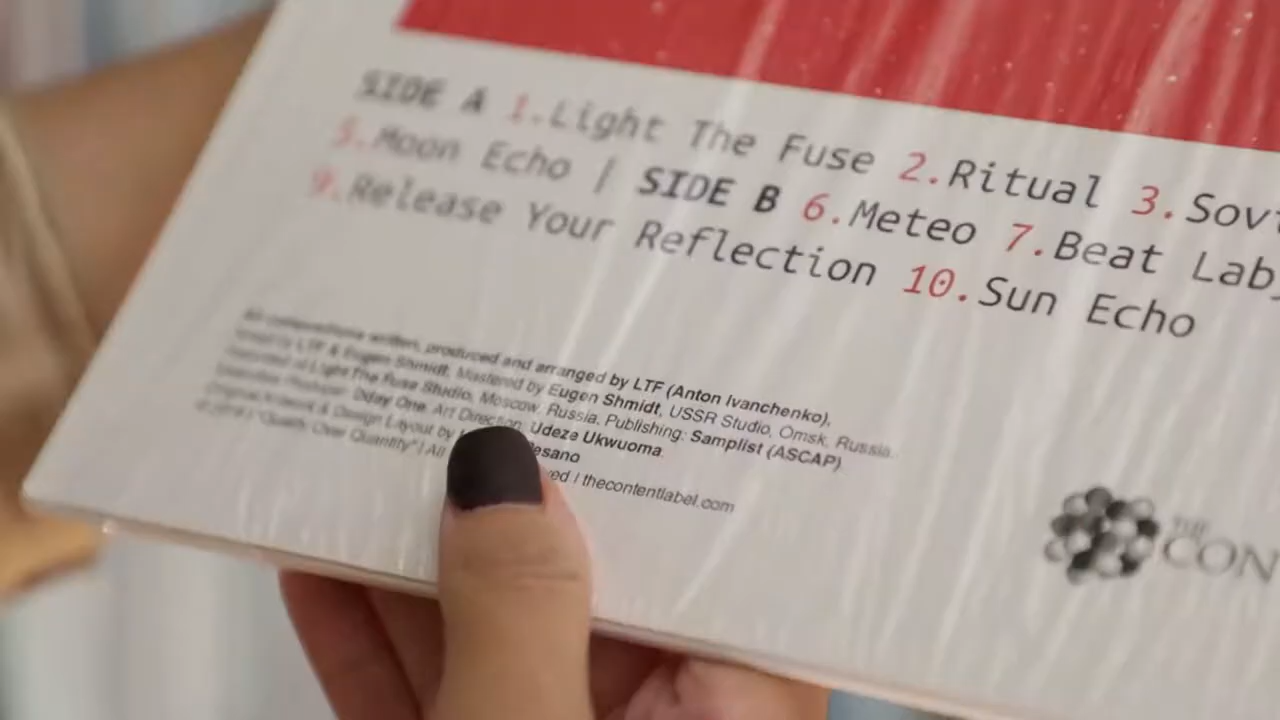 SIDE A 1.Light The Fuse 2.Ritual 3.Sov
5.Moon Echo | SIDE B 6.Meteo 7.Beat Lab
9.Release Your Reflection 10.Sun Echo
All compositions written, produced and arranged by LTF (Anton Ivanchenko),
by LTF & Eugen Shmidt, Mastered by Eugen Shmidt, USSR Studio, Omsk, Russia.
at Light The Fuse Studio, Moscow, Russia, Publishing: Samplist (ASCAP)
Executive Producer: Dday One. Art Direction: Udeze Ukwuoma.
Original Artwork & Design Layout by esano
"Quality Over Quantity" | All ved | thecontentlabel.com
THE
CON